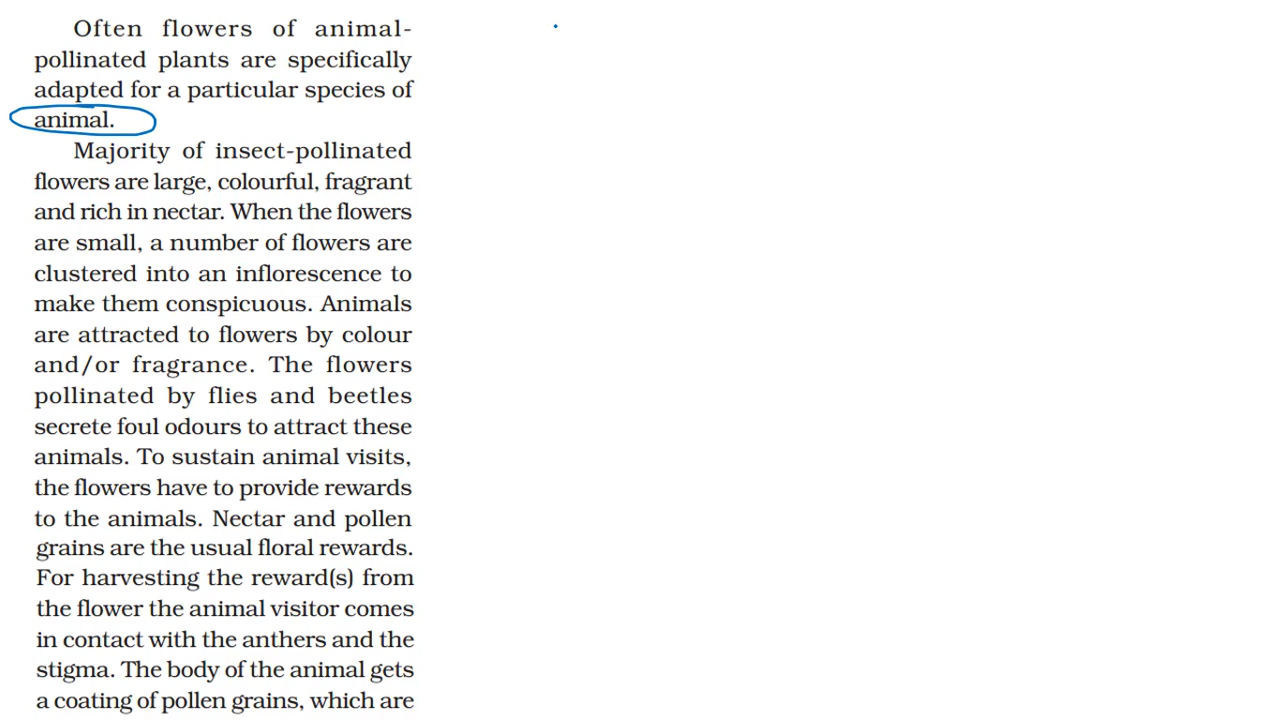 Often flowers of animal-
pollinated plants are specifically
adapted for a particular species of
animal.
Majority of insect-pollinated
flowers are large, colourful, fragrant
and rich in nectar. When the flowers
are small, a number of flowers are
clustered into an inflorescence to
make them conspicuous. Animals
are attracted to flowers by colour
and/or fragrance. The flowers
pollinated by flies and beetles
secrete foul odours to attract these
animals. To sustain animal visits,
the flowers have to provide rewards
to the animals. Nectar and pollen
grains are the usual floral rewards.
For harvesting the reward(s) from
the flower the animal visitor comes
in contact with the anthers and the
stigma. The body of the animal gets
a coating of pollen grains, which are